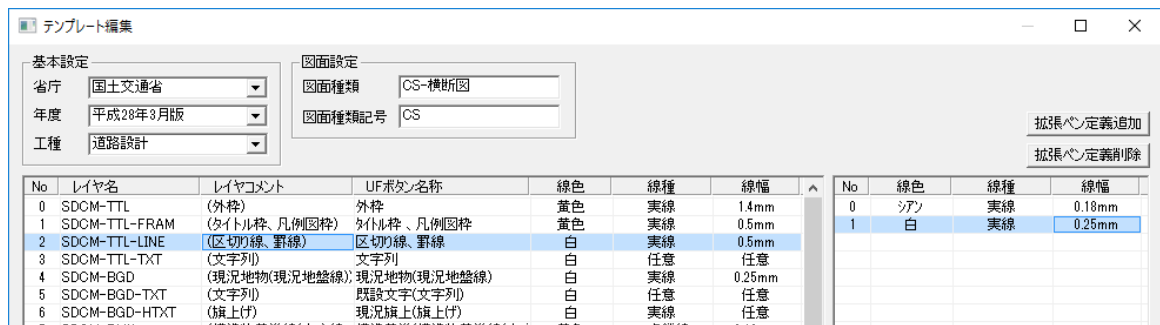 テンプレート編集
基本設定
省庁 国土交通省
年度 平成28年3月版
工種 道路設計
図面設定
図面種類 CS-横断図
図面種類記号 CS
拡張ペン定義追加
拡張ペン定義削除
No レイヤ名 レイヤコメント UFボタン名称 線色 線種 線幅
0 SDCM-TTL (外枠) 外枠 黄色 実線 1.4mm
1 SDCM-TTL-FRAM (タイトル枠、凡例図枠) タイトル枠 、凡例図枠 黄色 実線 0.5mm
2 SDCM-TTL-LINE (区切り線、罫線) 区切り線、罫線 白 実線 0.5mm
3 SDCM-TTL-TXT (文字列) 文字列 白 任意 任意
4 SDCM-BGD (現況地物(現況地盤線)) 現況地物(現況地盤線) 白 実線 0.25mm
5 SDCM-BGD-TXT (文字列) 既設文字(文字列) 白 任意 任意
6 SDCM-BGD-HTXT (旗上げ) 現況旗上(旗上げ) 白 実線 任意
No 線色 線種 線幅
0 シアン 実線 0.18mm
1 白 実線 0.25mm